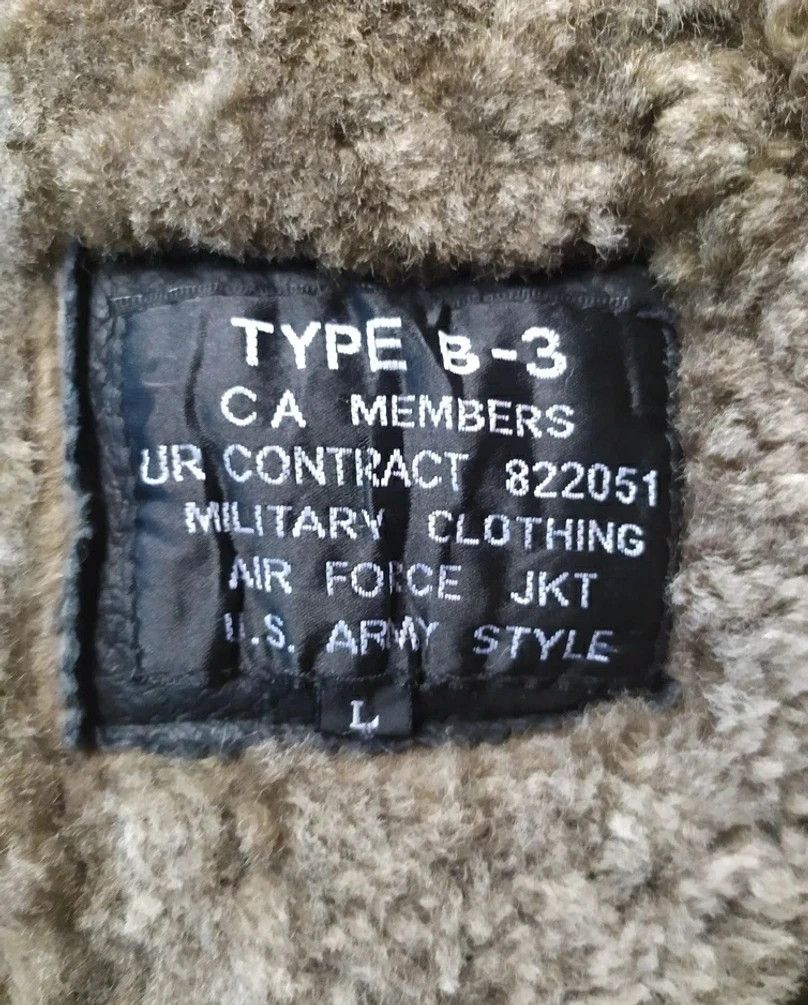 TYPE B-3
CA MEMBERS
UR CONTRACT 822051
MILITARY CLOTHING
AIR FORCE JKT
U.S. ARMY STYLE
L